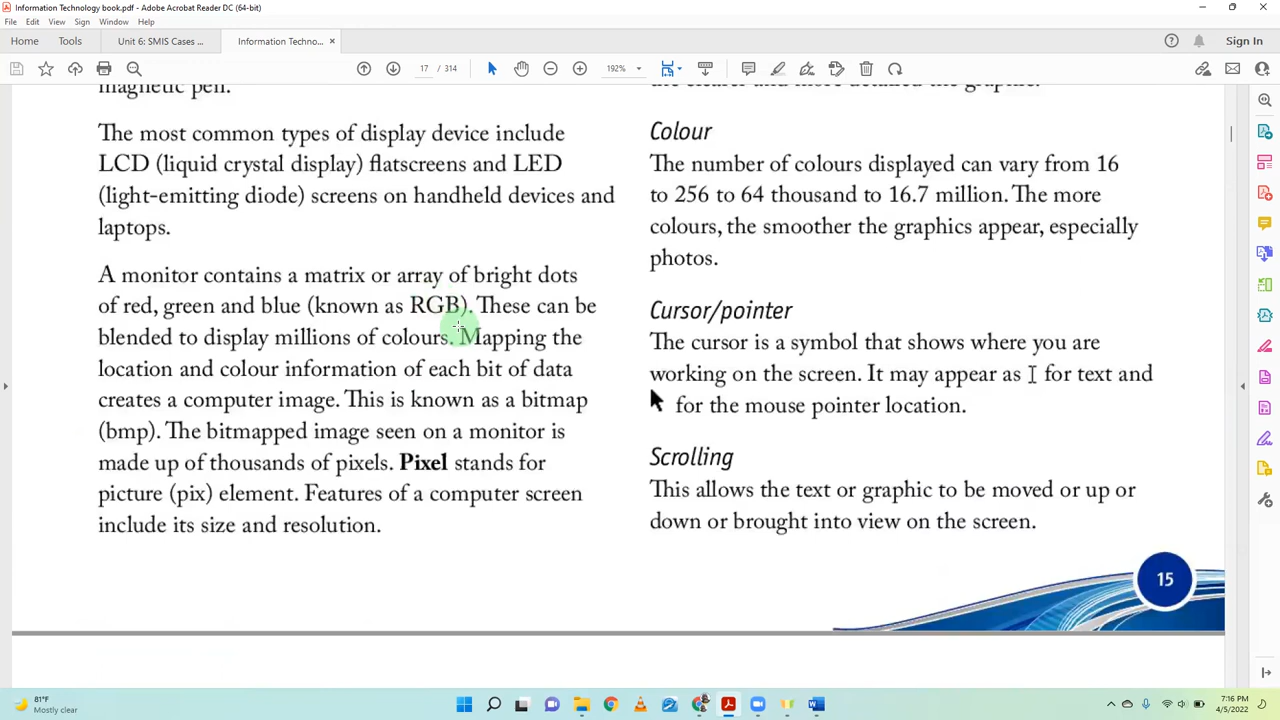 Information Technology book.pdf - Adobe Acrobat Reader DC (64-bit)
File Edit View Sign Window Help
Home Tools Unit 6: SMIS Cases ... Information Techno... × Sign In
17 / 314 192%
magnetic pen.
The most common types of display device include
LCD (liquid crystal display) flatscreens and LED
(light-emitting diode) screens on handheld devices and
laptops.
A monitor contains a matrix or array of bright dots
of red, green and blue (known as RGB). These can be
blended to display millions of colours. Mapping the
location and colour information of each bit of data
creates a computer image. This is known as a bitmap
(bmp). The bitmapped image seen on a monitor is
made up of thousands of pixels. Pixel stands for
picture (pix) element. Features of a computer screen
include its size and resolution.
the clearer and more detailed the graphic.
Colour
The number of colours displayed can vary from 16
to 256 to 64 thousand to 16.7 million. The more
colours, the smoother the graphics appear, especially
photos.
Cursor/pointer
The cursor is a symbol that shows where you are
working on the screen. It may appear as I for text and
for the mouse pointer location.
Scrolling
This allows the text or graphic to be moved or up or
down or brought into view on the screen.
15
81°F
Mostly clear
7:16 PM
4/5/2022